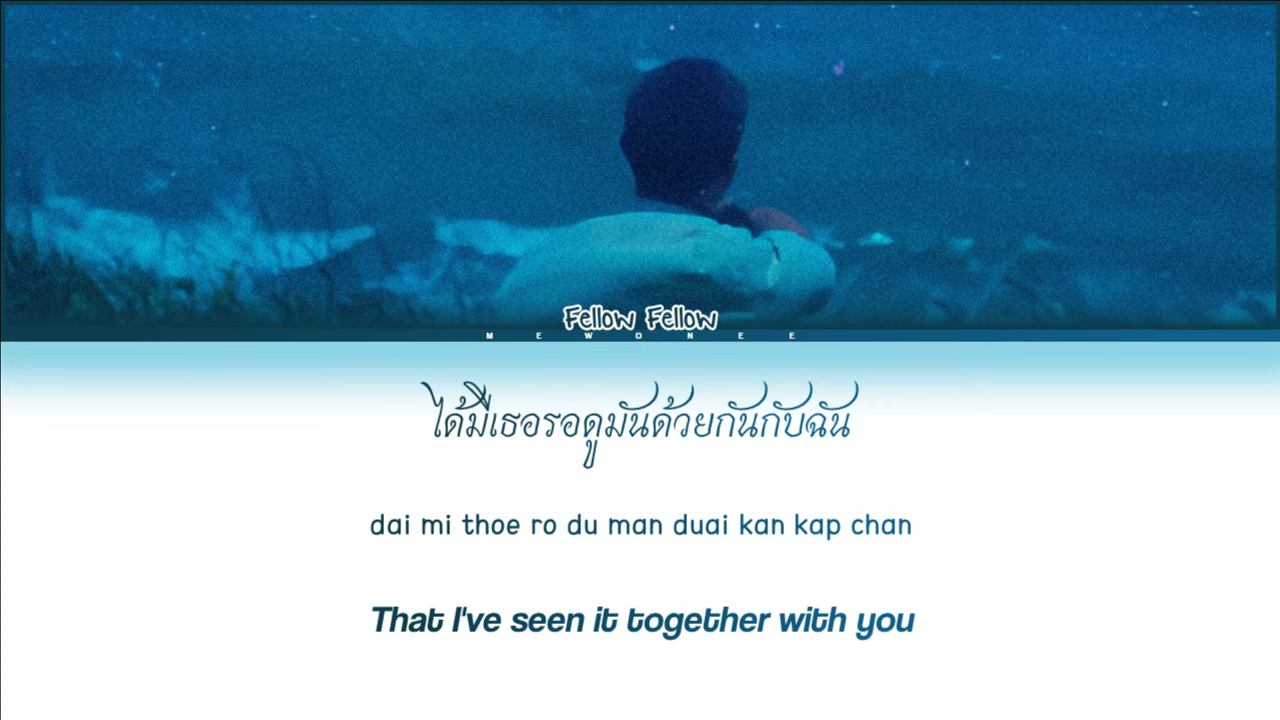 Fellow Fellow
MEWONEE
ได้มีเธอรอดูมันด้วยกันกับฉัน
dai mi thoe ro du man duai kan kap chan
That I've seen it together with you